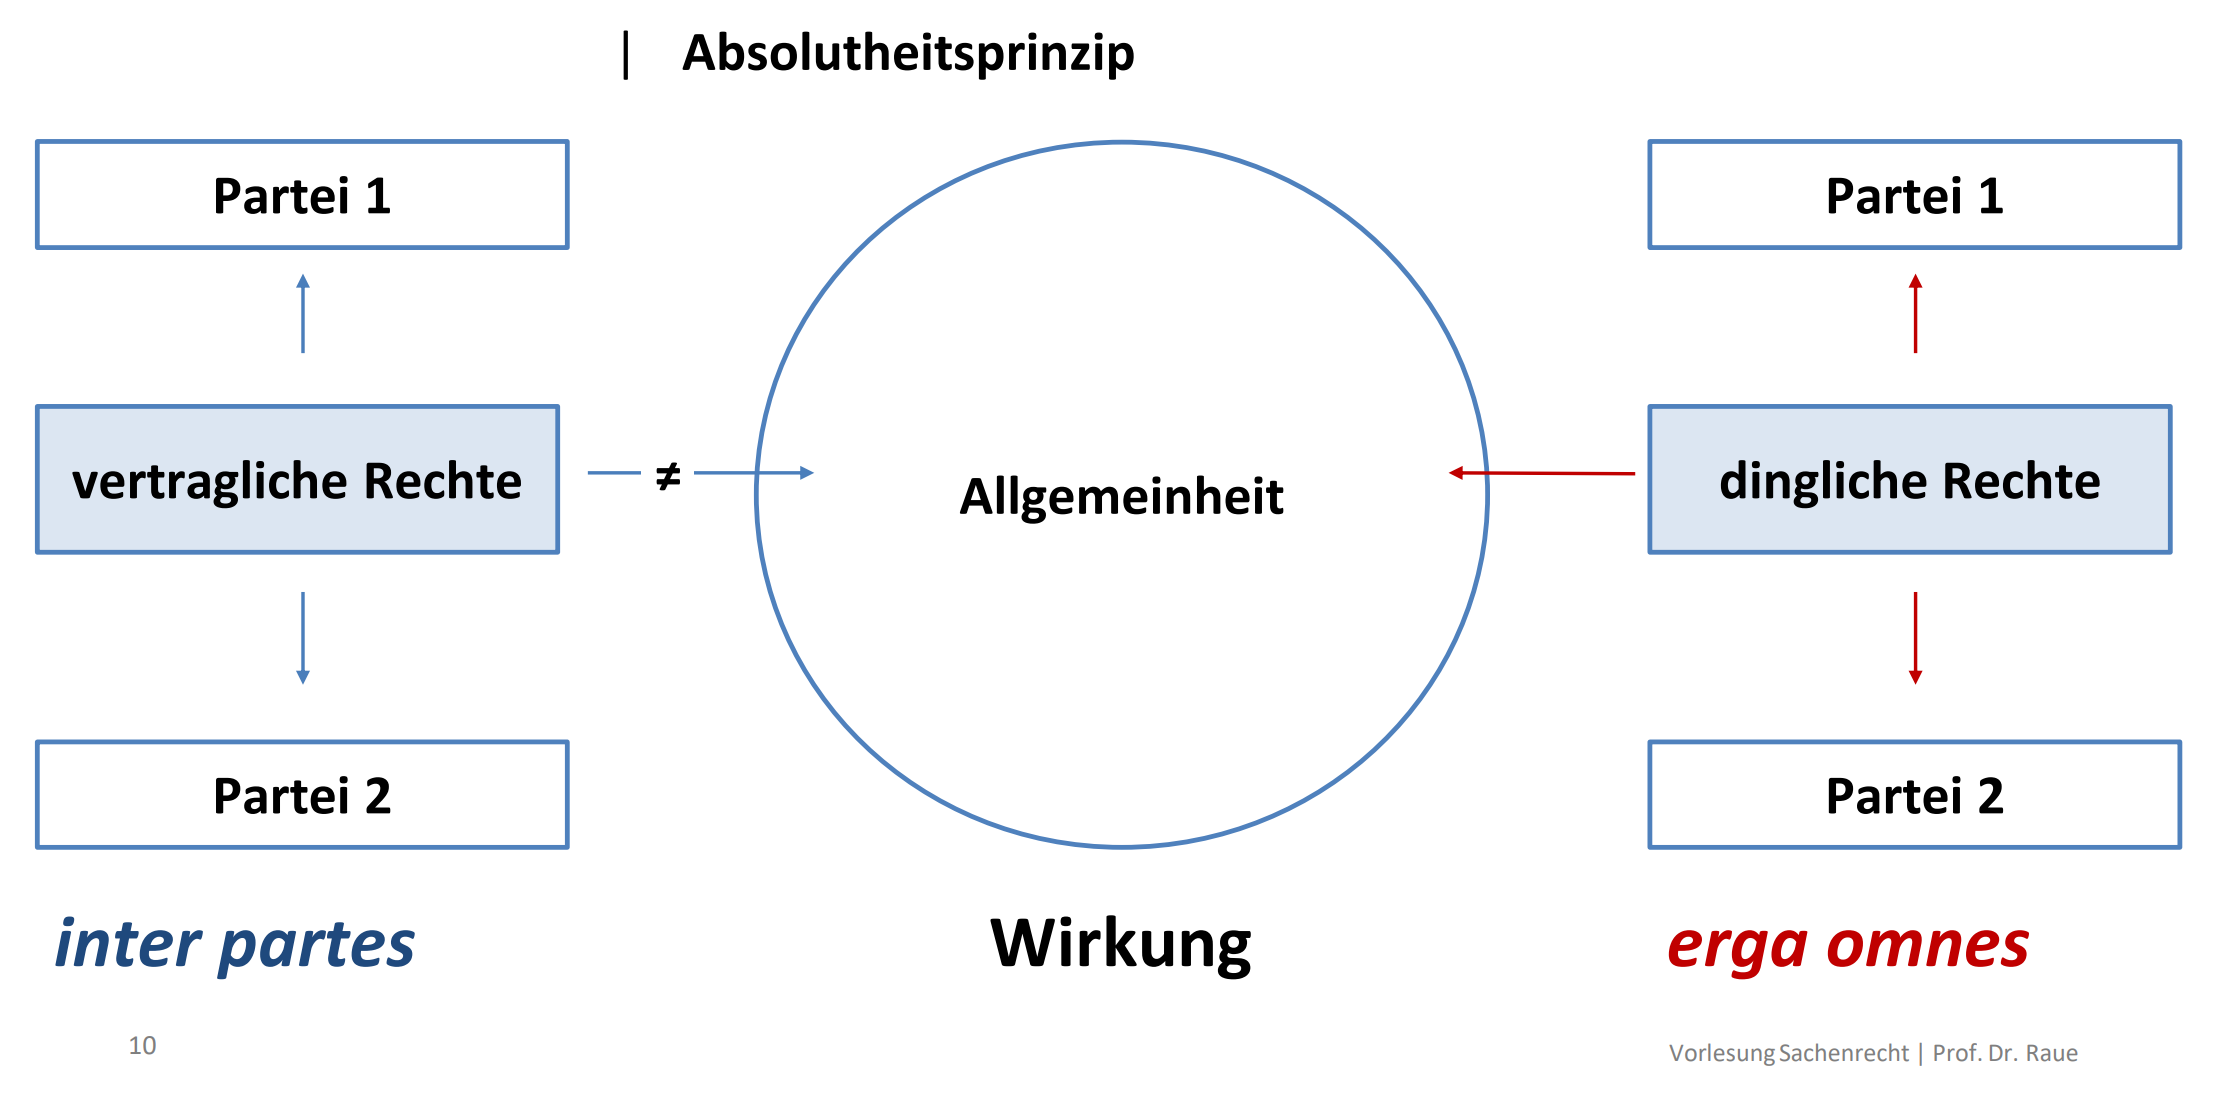 | Absolutheitsprinzip
Partei 1
Partei 1
vertragliche Rechte
≠
Allgemeinheit
dingliche Rechte
Partei 2
Partei 2
inter partes
Wirkung
erga omnes
10
Vorlesung Sachenrecht | Prof. Dr. Raue